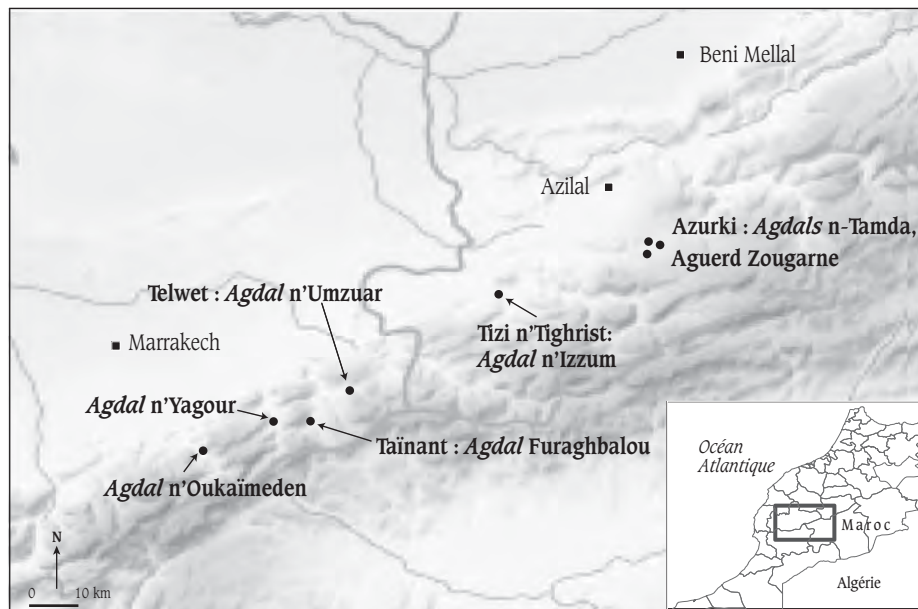 Beni Mellal
Azilal
Azurki : Agdals n-Tamda,
Aguerd Zougarne
Telwet : Agdal n'Umzuar
Tizi n'Tighrist:
Agdal n'Izzum
Marrakech
Agdal n'Yagour
Taïnant : Agdal Furaghbalou
Agdal n'Oukaïmeden
Océan
Atlantique
Maroc
Algérie
N
0 10 km